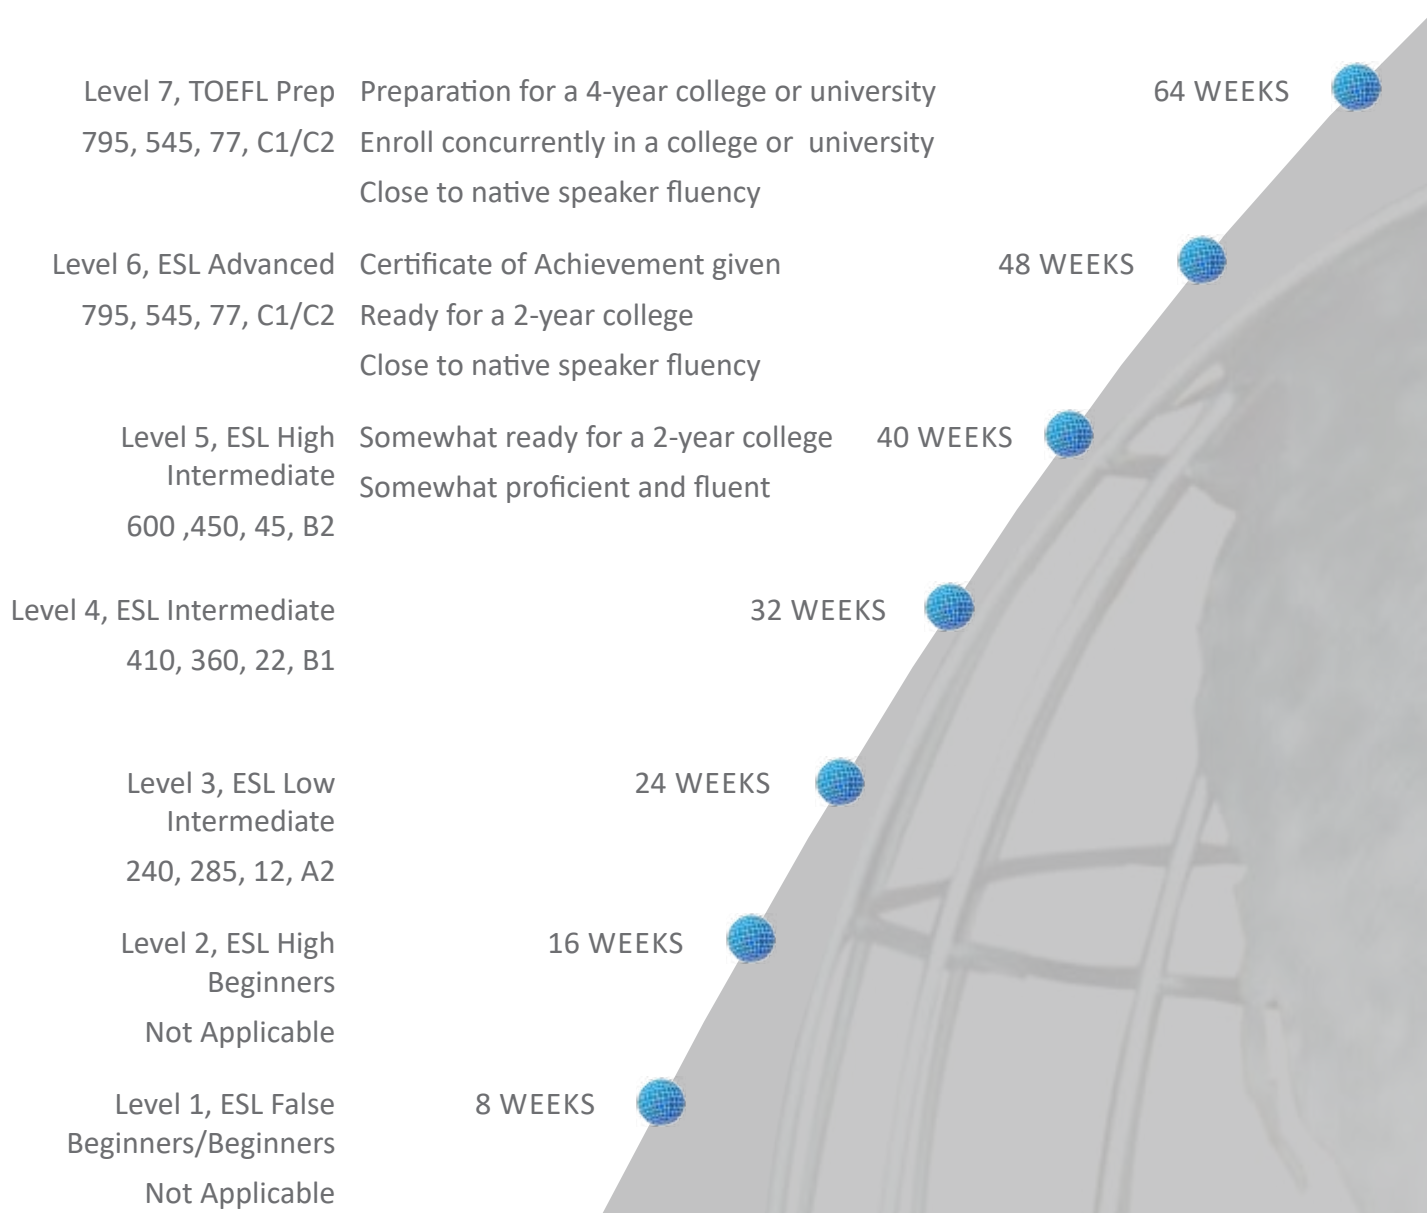 Level 7, TOEFL Prep
795, 545, 77, C1/C2
Preparation for a 4-year college or university
Enroll concurrently in a college or  university
Close to native speaker fluency
64 WEEKS
Level 6, ESL Advanced
795, 545, 77, C1/C2
Certificate of Achievement given
Ready for a 2-year college
Close to native speaker fluency
48 WEEKS
Level 5, ESL High
Intermediate
600 ,450, 45, B2
Somewhat ready for a 2-year college
Somewhat proficient and fluent
40 WEEKS
Level 4, ESL Intermediate
410, 360, 22, B1
32 WEEKS
Level 3, ESL Low
Intermediate
240, 285, 12, A2
24 WEEKS
Level 2, ESL High
Beginners
Not Applicable
16 WEEKS
Level 1, ESL False
Beginners/Beginners
Not Applicable
8 WEEKS